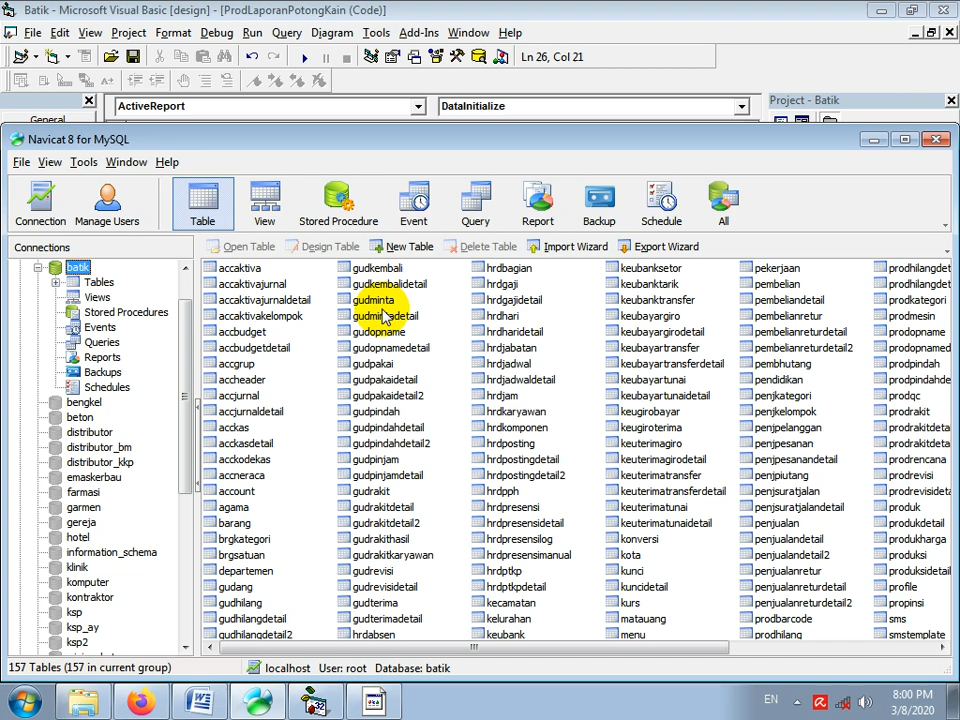 Batik - Microsoft Visual Basic [design] - [ProdLaporanPotongKain (Code)]
File Edit View Project Format Debug Run Query Diagram Tools Add-Ins Window Help
Ln 26, Col 21
General
ActiveReport
DataInitialize
Project - Batik
Navicat 8 for MySQL
File View Tools Window Help
Connection
Manage Users
Table
View
Stored Procedure
Event
Query
Report
Backup
Schedule
All
Connections
Open Table Design Table New Table Delete Table Import Wizard Export Wizard
batik
Tables
Views
Stored Procedures
Events
Queries
Reports
Backups
Schedules
bengkel
beton
distributor
distributor_bm
distributor_kkp
emaskerbau
farmasi
garmen
gereja
hotel
information_schema
klinik
komputer
kontraktor
ksp
ksp_ay
ksp2
accaktiva
accaktivajurnal
accaktivajurnaldetail
accaktivakelompok
accbudget
accbudgetdetail
accgrup
accheader
accjurnal
accjurnaldetail
acckas
acckasdetail
acckodekas
accneraca
account
agama
barang
brgkategori
brgsatuan
departemen
gudang
gudhilang
gudhilangdetail
gudhilangdetail2
gudkembali
gudkembalidetail
gudminta
gudmintadetail
gudopname
gudopnamedetail
gudpakai
gudpakaidetail
gudpakaidetail2
gudpindah
gudpindahdetail
gudpindahdetail2
gudpinjam
gudpinjamdetail
gudrakit
gudrakitdetail
gudrakitdetail2
gudrakithasil
gudrakitkaryawan
gudrevisi
gudrevisidetail
gudterima
gudterimadetail
hrdabsen
hrdbagian
hrdgaji
hrdgajidetail
hrdhari
hrdharidetail
hrdjabatan
hrdjadwal
hrdjadwaldetail
hrdjam
hrdkaryawan
hrdkomponen
hrdposting
hrdpostingdetail
hrdpostingdetail2
hrdpph
hrdpresensi
hrdpresensidetail
hrdpresensilog
hrdpresensimanual
hrdptkp
hrdptkpdetail
kecamatan
kelurahan
keubank
keubanksetor
keubanktarik
keubanktransfer
keubayargiro
keubayargirodetail
keubayartransfer
keubayartransferdetail
keubayartunai
keubayartunaidetail
keugirobayar
keugiroterima
keuterimagiro
keuterimagirodetail
keuterimatransfer
keuterimatransferdetail
keuterimatunai
keuterimatunaidetail
konversi
kota
kunci
kuncidetail
kurs
matauang
menu
pekerjaan
pembelian
pembeliandetail
pembelianretur
pembelianreturdetail
pembelianreturdetail2
pembhutang
pendidikan
penjkategori
penjkelompok
penjpelanggan
penjpesanan
penjpesanandetail
penjpiutang
penjsuratjalan
penjsuratjalandetail
penjualan
penjualandetail
penjualandetail2
penjualanretur
penjualanreturdetail
penjualanreturdetail2
prodbarcode
prodhilang
prodhilangdet
prodhilangdet
prodkategori
prodmesin
prodopname
prodopnamed
prodpindah
prodpindahde
prodqc
prodrakit
prodrakitdeta
prodrakitdeta
prodrencana
prodrevisi
prodrevisideta
produk
produkdetail
produkharga
produksi
produksidetai
profile
propinsi
sms
smstemplate
157 Tables (157 in current group)
localhost User: root Database: batik
EN
8:00 PM
3/8/2020